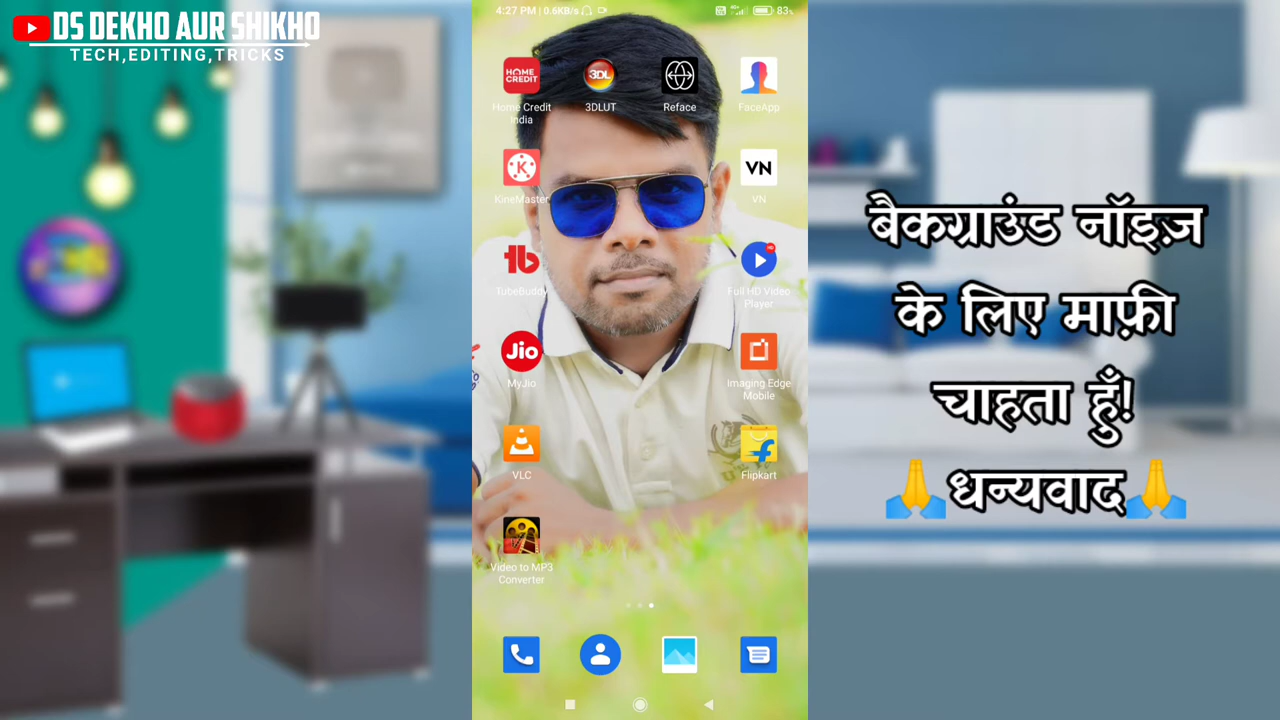 DS DEKHO AUR SHIKHO
TECH,EDITING,TRICKS
4:27 PM | 0.6KB/s
83%
HOME CREDIT
Home Credit India
3DL
3DLUT
Reface
FaceApp
KineMaster
VN
VN
TubeBuddy
HD
Full HD Video Player
Jio
MyJio
Imaging Edge Mobile
VLC
Flipkart
Video to MP3 Converter
बैकग्राउंड नॉइज़
के लिए माफ़ी
चाहता हुँ!
🙏धन्यवाद🙏